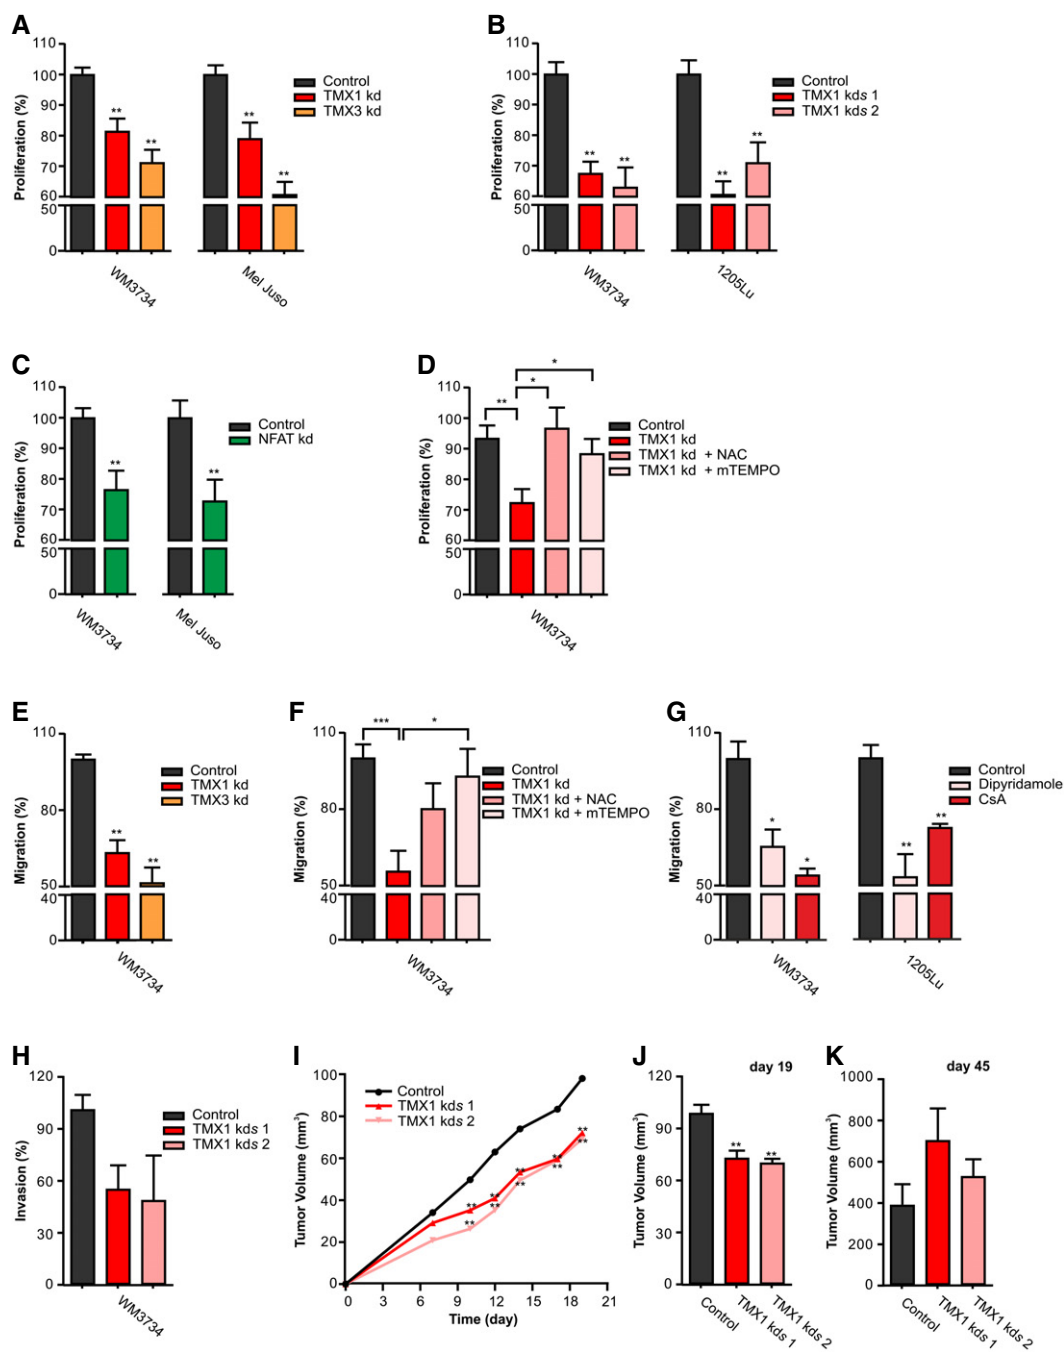 A
Proliferation (%)
110
100
90
80
70
60
50
0
**
**
**
**
WM3734
Mel Juso
Control
TMX1 kd
TMX3 kd
B
Proliferation (%)
110
100
90
80
70
60
50
0
**
**
**
**
WM3734
1205Lu
Control
TMX1 kds 1
TMX1 kds 2
C
Proliferation (%)
110
100
90
80
70
60
50
0
**
**
WM3734
Mel Juso
Control
NFAT kd
D
Proliferation (%)
110
100
90
80
70
60
50
0
**
*
*
WM3734
Control
TMX1 kd
TMX1 kd + NAC
TMX1 kd + mTEMPO
E
Migration (%)
110
80
50
40
0
**
**
WM3734
Control
TMX1 kd
TMX3 kd
F
Migration (%)
110
80
50
40
0
***
*
WM3734
Control
TMX1 kd
TMX1 kd + NAC
TMX1 kd + mTEMPO
G
Migration (%)
110
80
50
40
0
*
*
**
**
WM3734
1205Lu
Control
Dipyridamole
CsA
H
Invasion (%)
120
90
60
30
0
WM3734
Control
TMX1 kds 1
TMX1 kds 2
I
Tumor Volume (mm³)
100
80
60
40
20
0
Control
TMX1 kds 1
TMX1 kds 2
**
**
**
**
**
**
**
**
**
**
0 3 6 9 12 15 18 21
Time (day)
J
day 19
Tumor Volume (mm³)
120
90
60
30
0
**
**
Control
TMX1 kds 1
TMX1 kds 2
K
day 45
Tumor Volume (mm³)
1000
800
600
400
200
0
Control
TMX1 kds 1
TMX1 kds 2